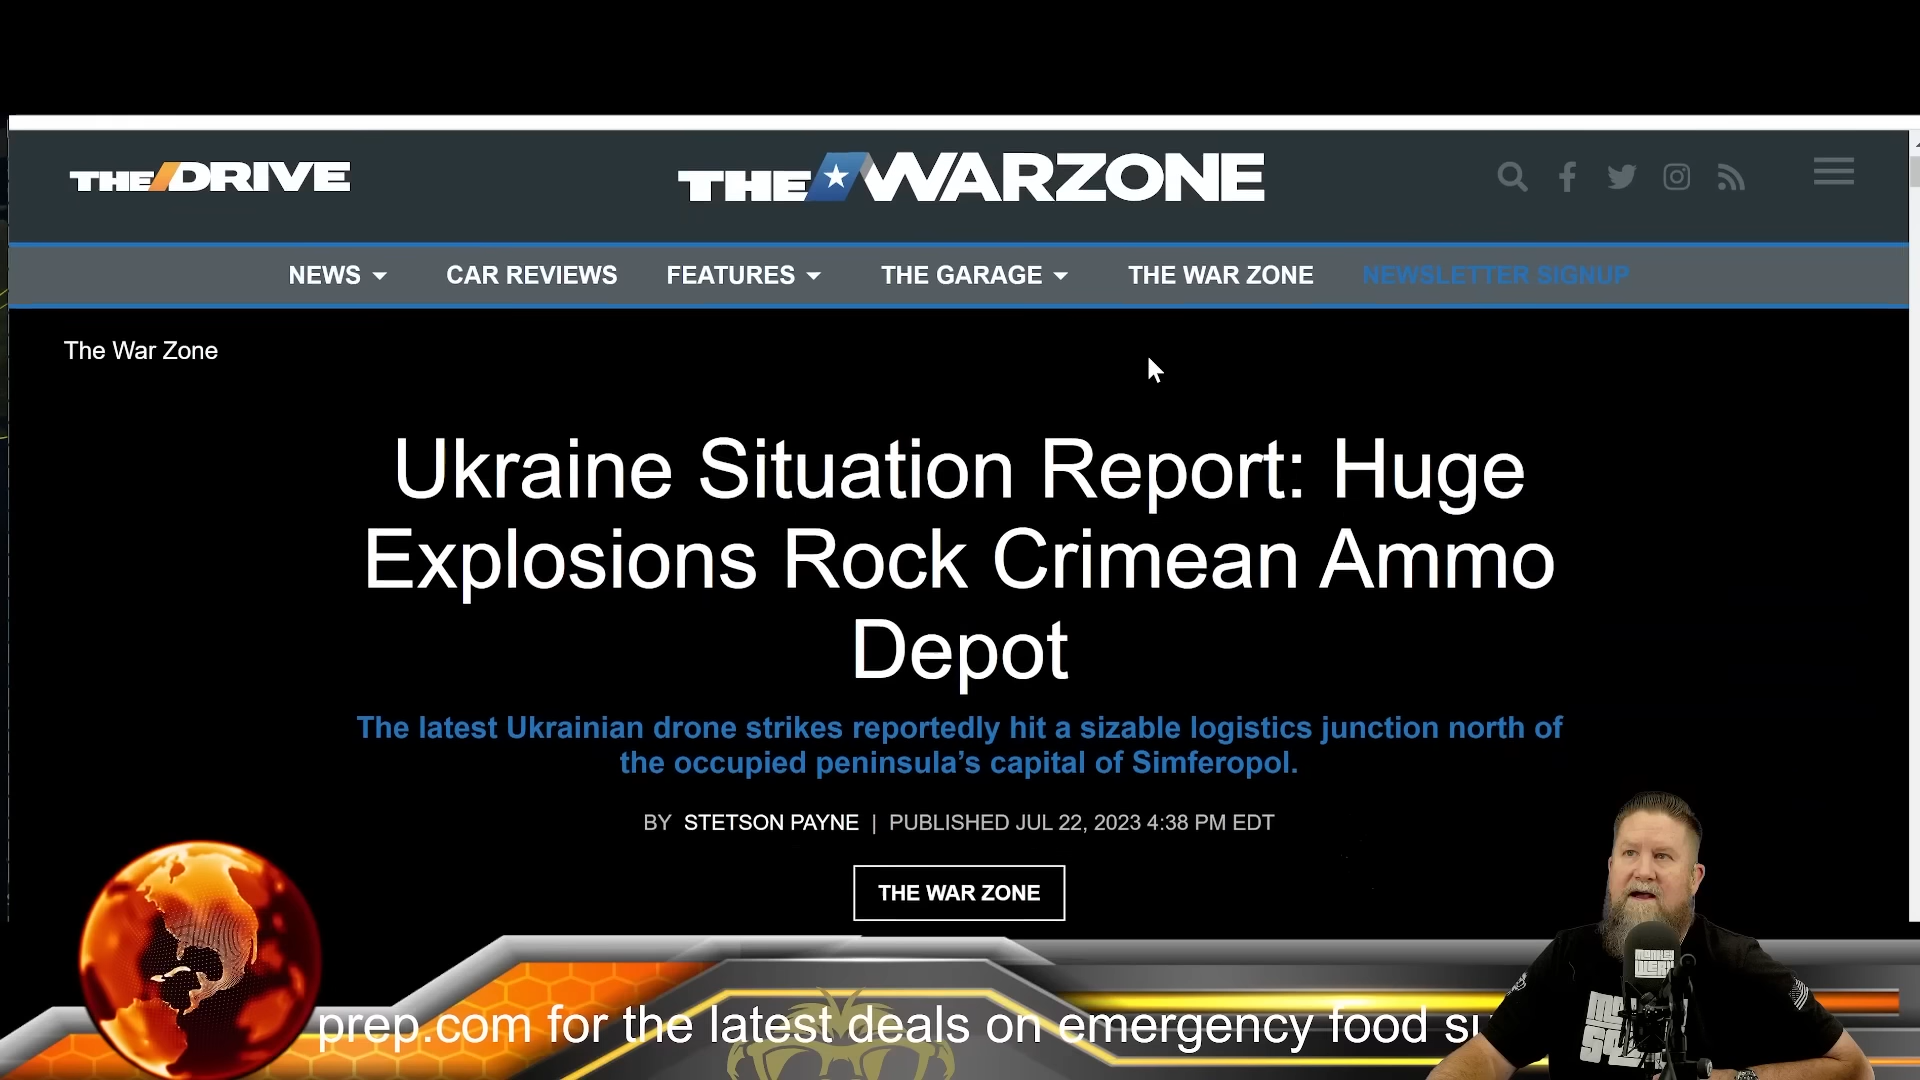 THE DRIVE
THE WARZONE
NEWS
CAR REVIEWS
FEATURES
THE GARAGE
THE WAR ZONE
NEWSLETTER SIGNUP
The War Zone
Ukraine Situation Report: Huge
Explosions Rock Crimean Ammo
Depot
The latest Ukrainian drone strikes reportedly hit a sizable logistics junction north of
the occupied peninsula’s capital of Simferopol.
BY STETSON PAYNE | PUBLISHED JUL 22, 2023 4:38 PM EDT
THE WAR ZONE
prep.com for the latest deals on emergency food